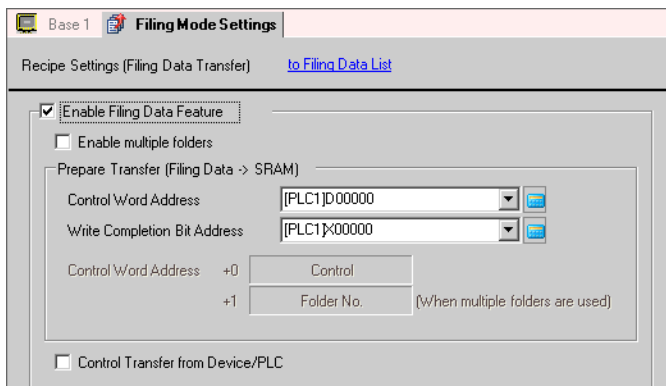 Base 1 Filing Mode Settings
Recipe Settings (Filing Data Transfer) to Filing Data List
Enable Filing Data Feature
Enable multiple folders
Prepare Transfer (Filing Data -> SRAM)
Control Word Address [PLC1]D00000
Write Completion Bit Address [PLC1]X00000
Control Word Address +0 Control
+1 Folder No. (When multiple folders are used)
Control Transfer from Device/PLC